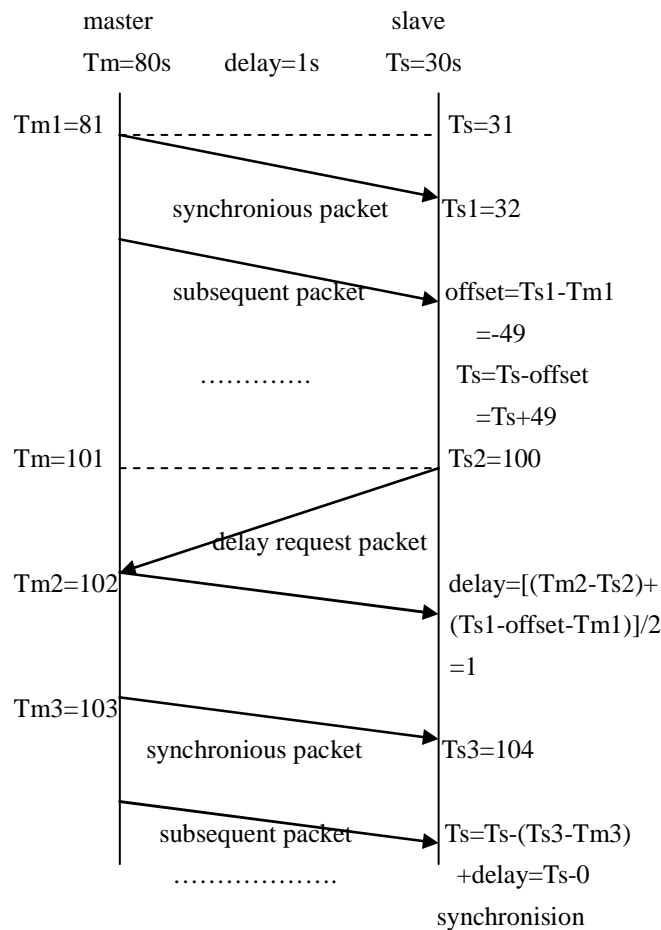 master slave
Tm=80s delay=1s Ts=30s
Tm1=81 Ts=31
synchronious packet Ts1=32
subsequent packet offset=Ts1-Tm1
=-49
…………. Ts=Ts-offset
=Ts+49
Tm=101 Ts2=100
delay request packet
Tm2=102 delay=[(Tm2-Ts2)+
(Ts1-offset-Tm1)]/2
=1
Tm3=103
synchronious packet Ts3=104
subsequent packet Ts=Ts-(Ts3-Tm3)
………………. +delay=Ts-0
synchronision